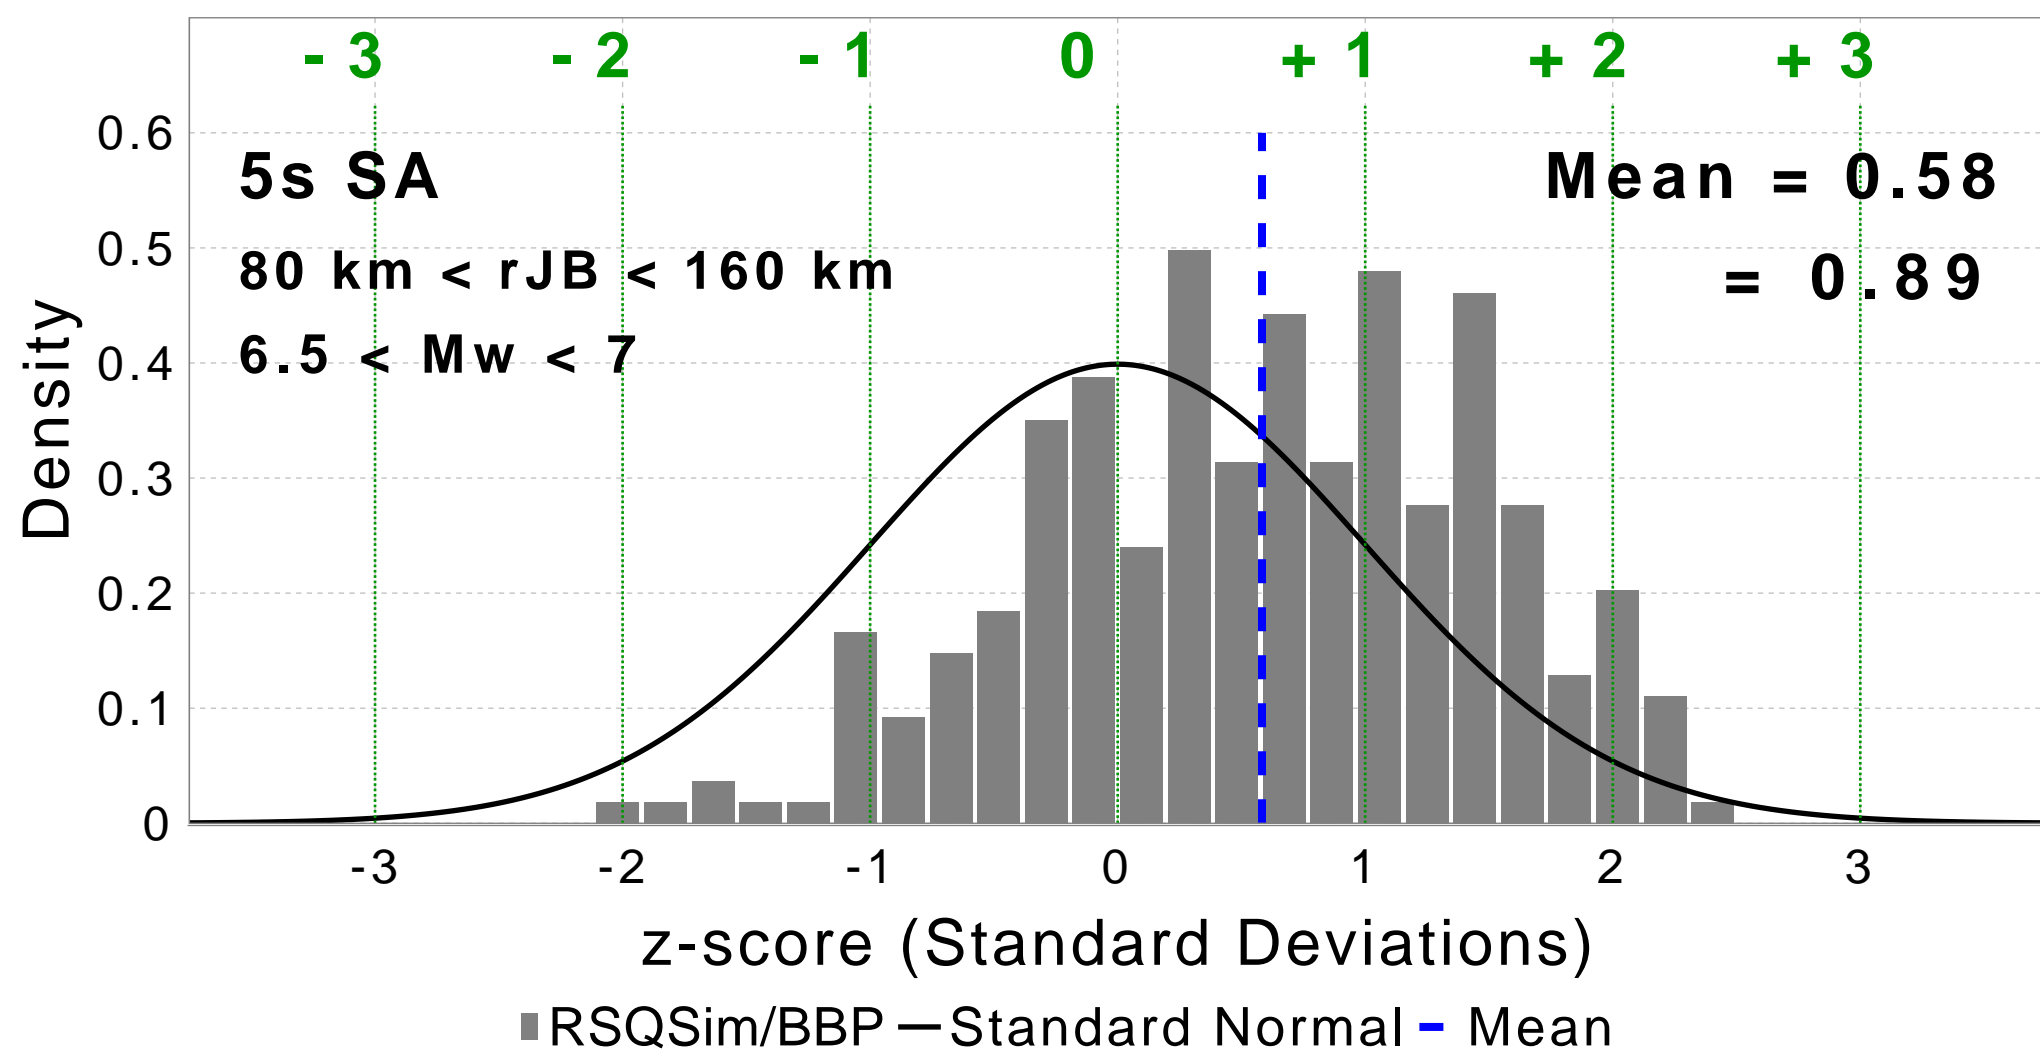 - 3 - 2 - 1 0 + 1 + 2 + 3
0.6
5s SA
Mean = 0.58
0.5
80 km < rJB < 160 km
= 0.89
0.4
6.5 < Mw < 7
0.3
0.2
0.1
0
Density
-3 -2 -1 0 1 2 3
z-score (Standard Deviations)
RSQSim/BBP Standard Normal Mean